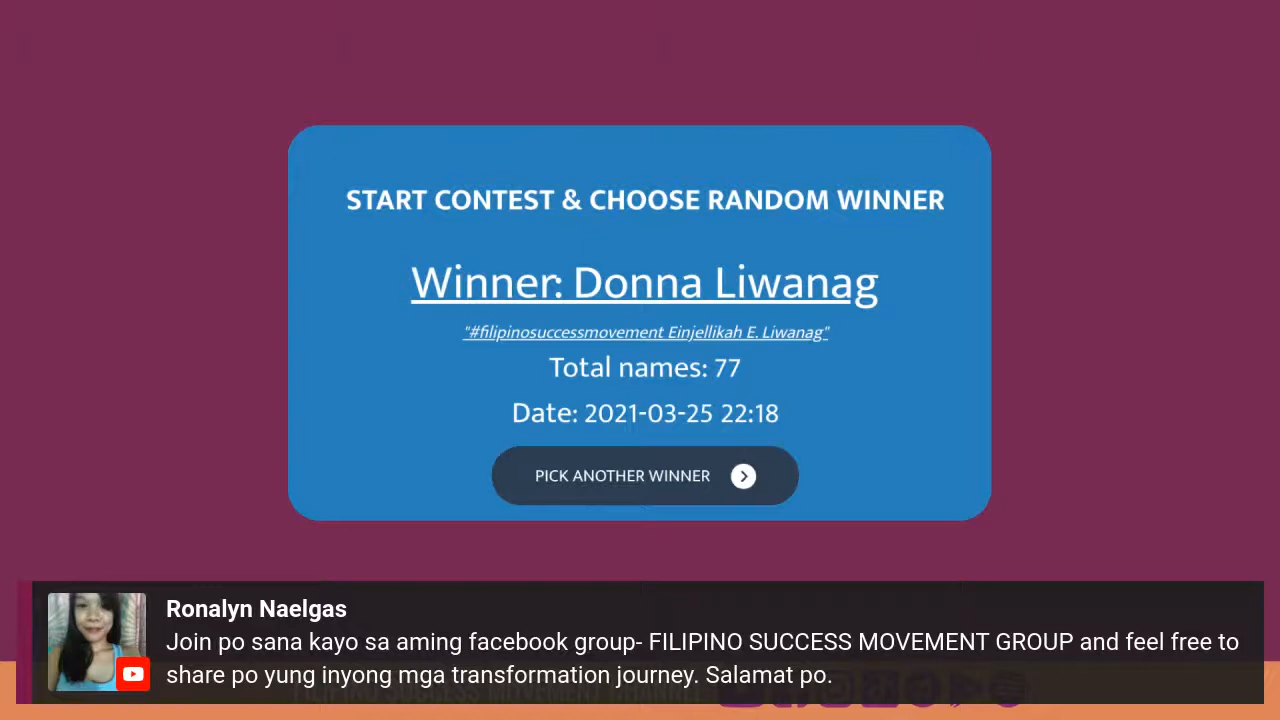 START CONTEST & CHOOSE RANDOM WINNER
Winner: Donna Liwanag
"#filipinosuccessmovement Einjellikah E. Liwanag"
Total names: 77
Date: 2021-03-25 22:18
PICK ANOTHER WINNER
Ronalyn Naelgas
Join po sana kayo sa aming facebook group- FILIPINO SUCCESS MOVEMENT GROUP and feel free to
share po yung inyong mga transformation journey. Salamat po.